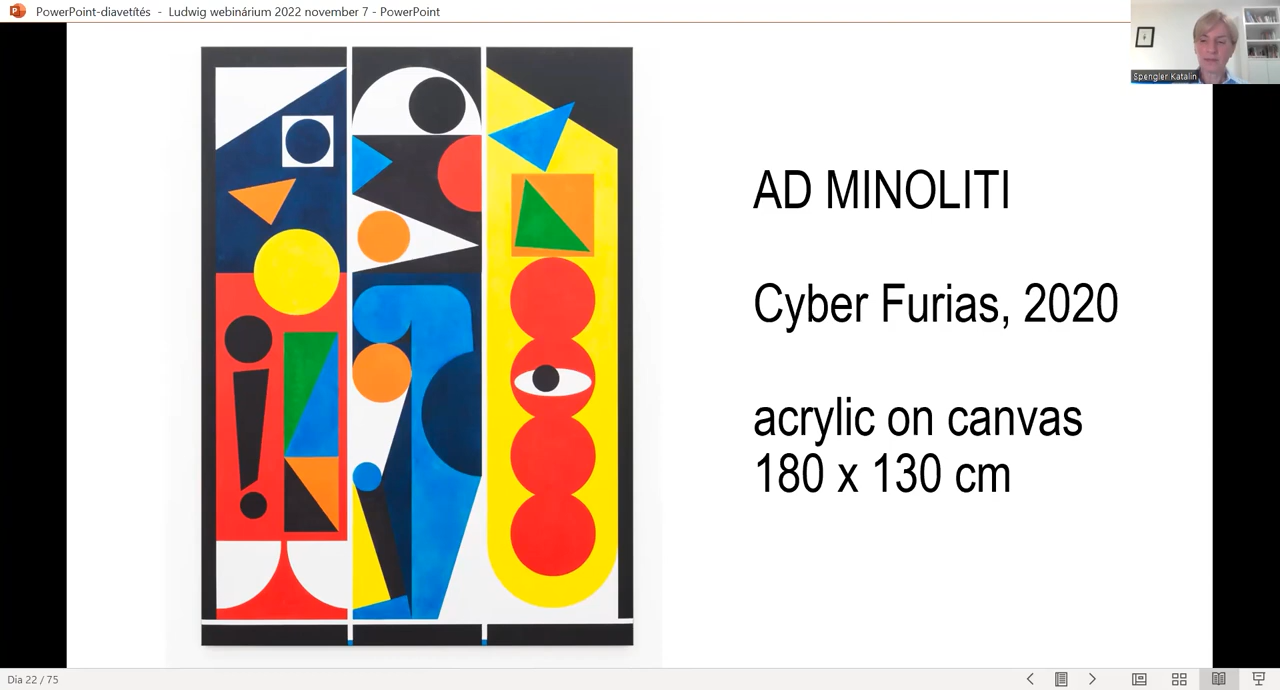 PowerPoint-diavetítés - Ludwig webinárium 2022 november 7 - PowerPoint
Spengler Katalin
AD MINOLITI
Cyber Furias, 2020
acrylic on canvas
180 x 130 cm
Dia 22 / 75